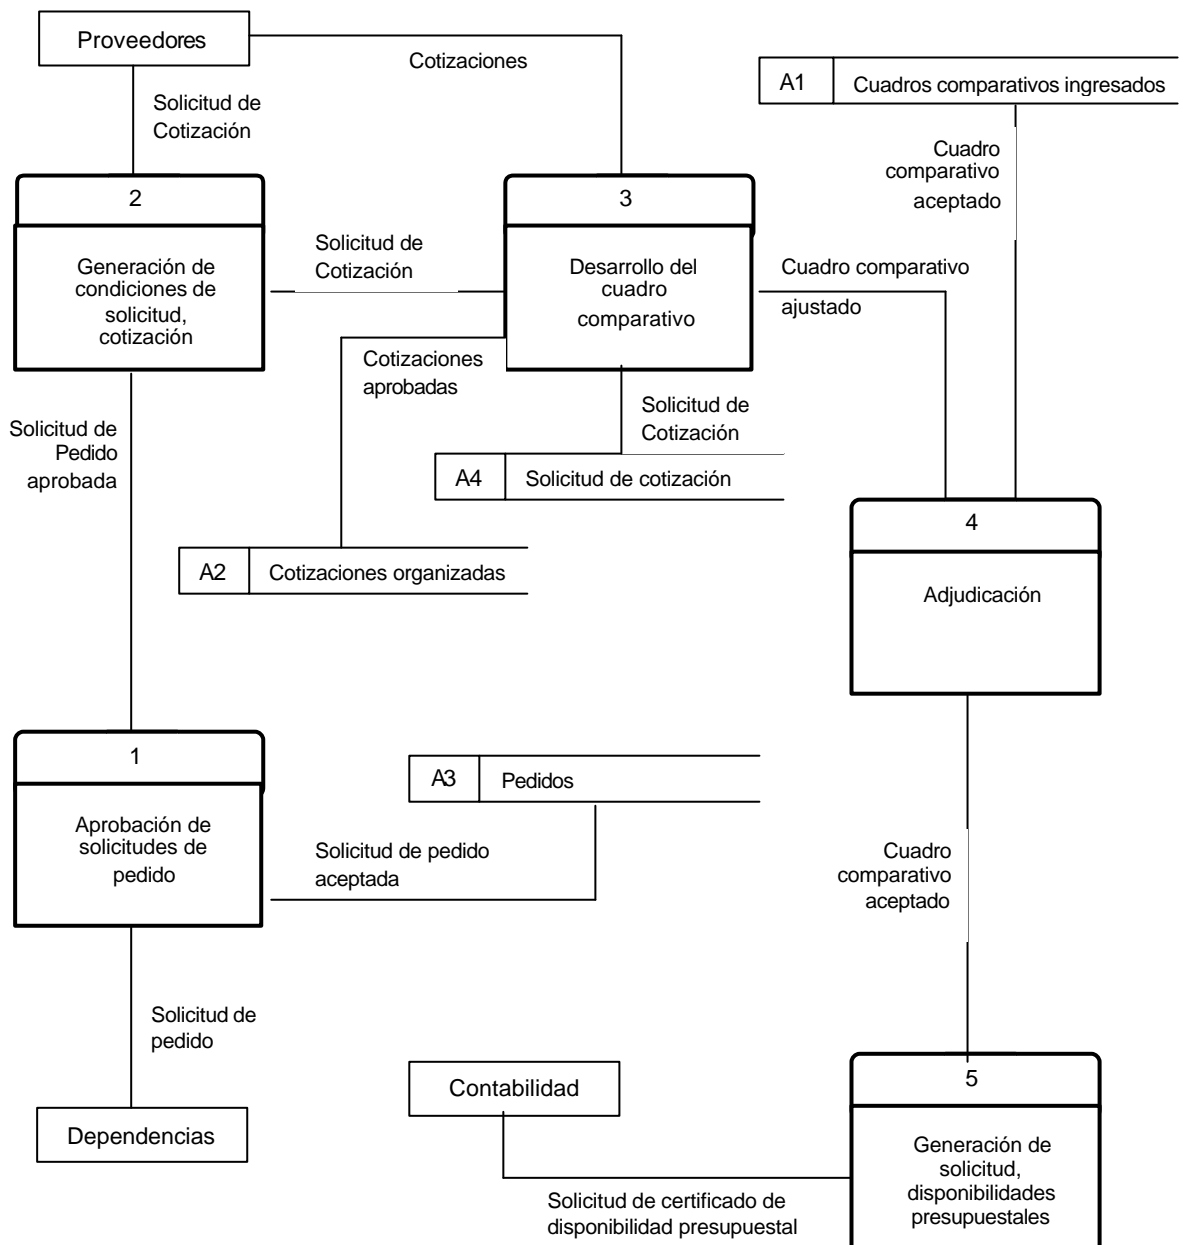 Proveedores
Cotizaciones
A1
Cuadros comparativos ingresados
Solicitud de
Cotización
Cuadro
comparativo
aceptado
2
Generación de
condiciones de
solicitud,
cotización
Solicitud de
Cotización
3
Desarrollo del
cuadro
comparativo
Cuadro comparativo
ajustado
Cotizaciones
aprobadas
Solicitud de
Cotización
Solicitud de
Pedido
aprobada
A4
Solicitud de cotización
A2
Cotizaciones organizadas
4
Adjudicación
1
Aprobación de
solicitudes de
pedido
A3
Pedidos
Solicitud de pedido
aceptada
Cuadro
comparativo
aceptado
Solicitud de
pedido
Dependencias
Contabilidad
5
Generación de
solicitud,
disponibilidades
presupuestales
Solicitud de certificado de
disponibilidad presupuestal